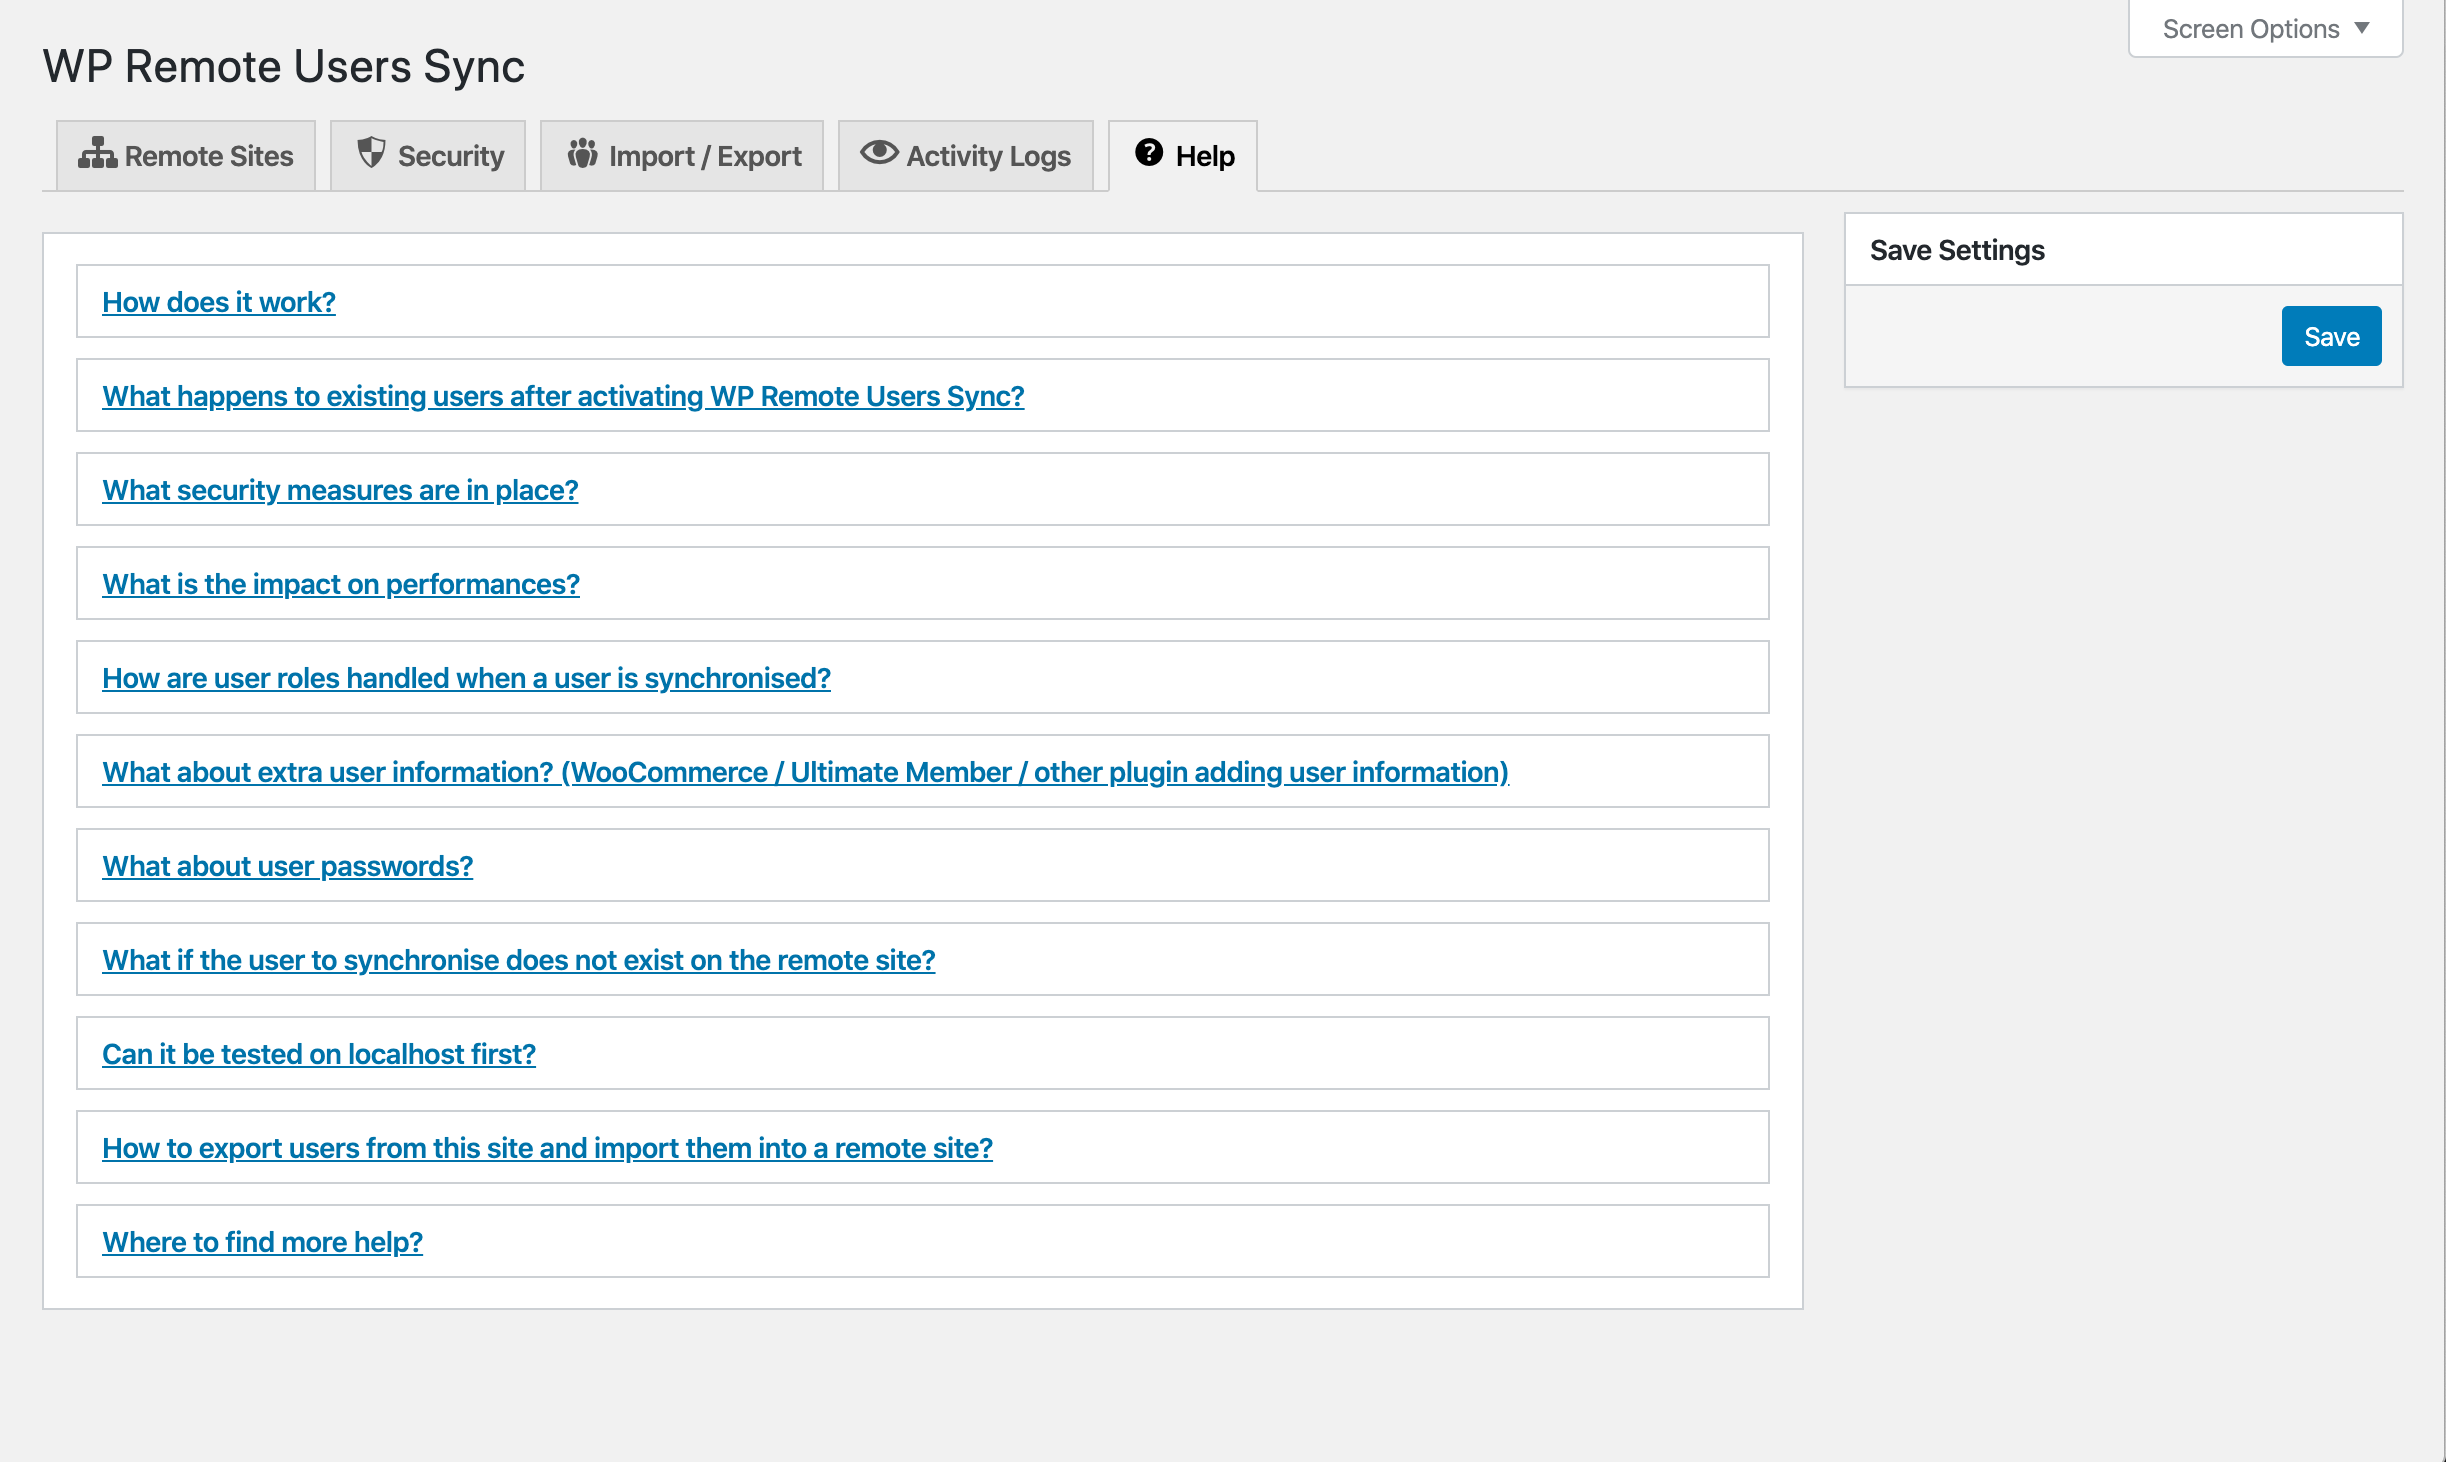 Screen Options
WP Remote Users Sync
Remote Sites
Security
Import / Export
Activity Logs
Help
How does it work?
What happens to existing users after activating WP Remote Users Sync?
What security measures are in place?
What is the impact on performances?
How are user roles handled when a user is synchronised?
What about extra user information? (WooCommerce / Ultimate Member / other plugin adding user information)
What about user passwords?
What if the user to synchronise does not exist on the remote site?
Can it be tested on localhost first?
How to export users from this site and import them into a remote site?
Where to find more help?
Save Settings
Save